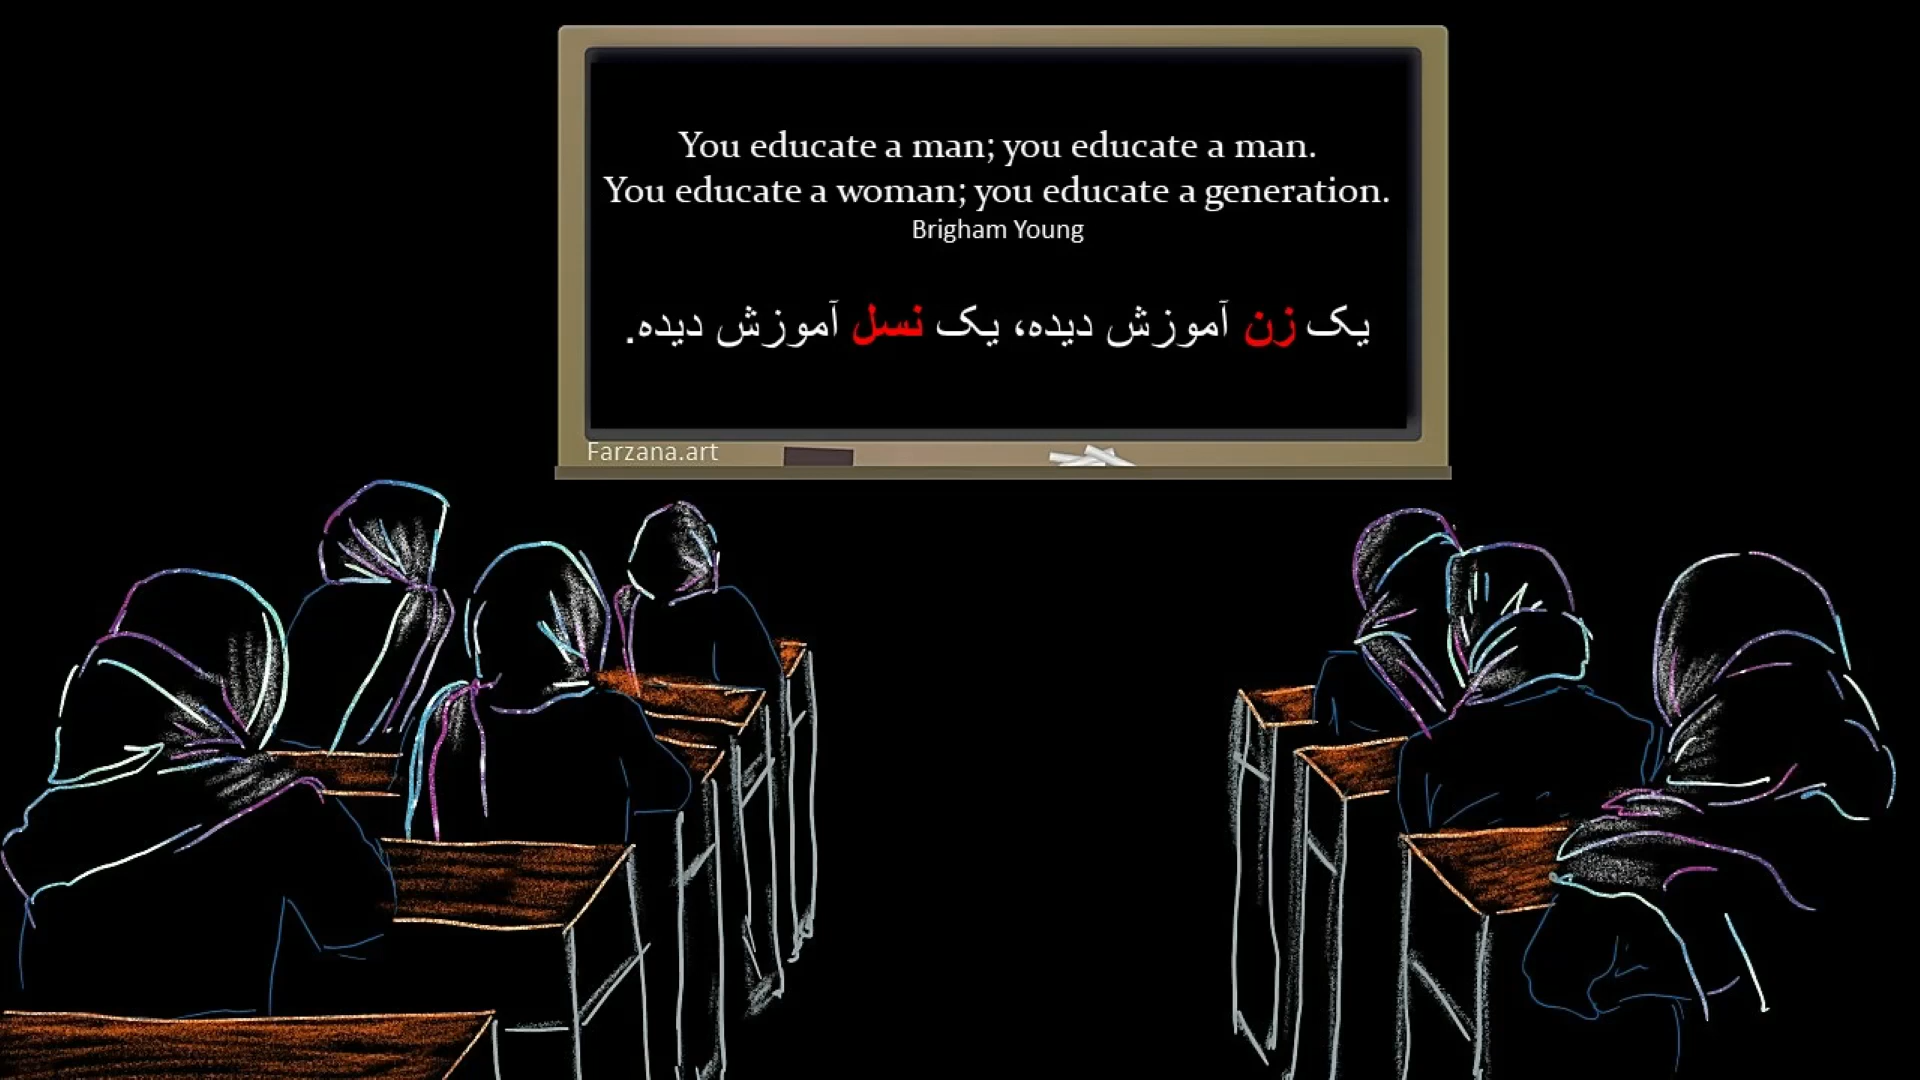 You educate a man; you educate a man.
You educate a woman; you educate a generation.
Brigham Young
یک زن آموزش دیده، یک نسل آموزش دیده.
Farzana.art